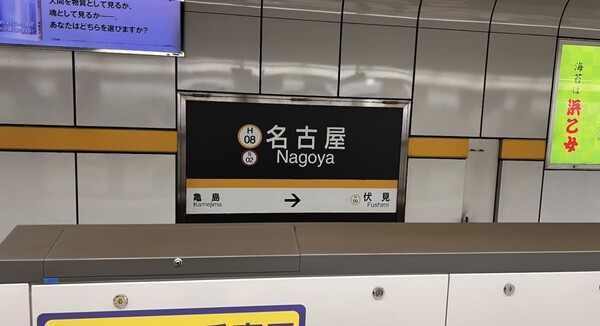 人間を物質として見るか、
魂として見るか――。
あなたはどちらを選びますか?
H
08
名古屋
S
02
Nagoya
亀島
Kamejima
→
H
09
伏見
Fushimi
海苔は
浜乙女